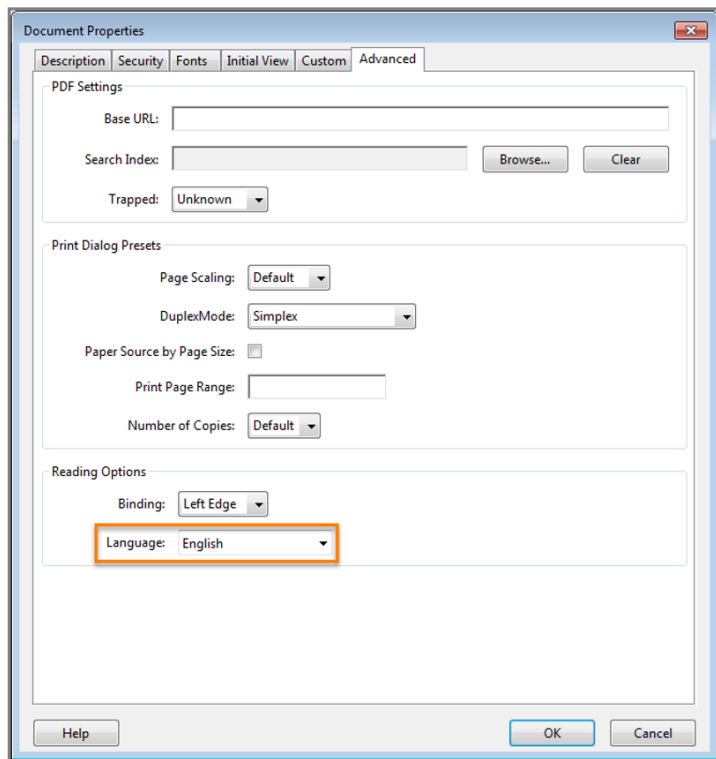 Document Properties
Description Security Fonts Initial View Custom Advanced
PDF Settings
Base URL:
Search Index: Browse... Clear
Trapped: Unknown
Print Dialog Presets
Page Scaling: Default
DuplexMode: Simplex
Paper Source by Page Size:
Print Page Range:
Number of Copies: Default
Reading Options
Binding: Left Edge
Language: English
Help OK Cancel